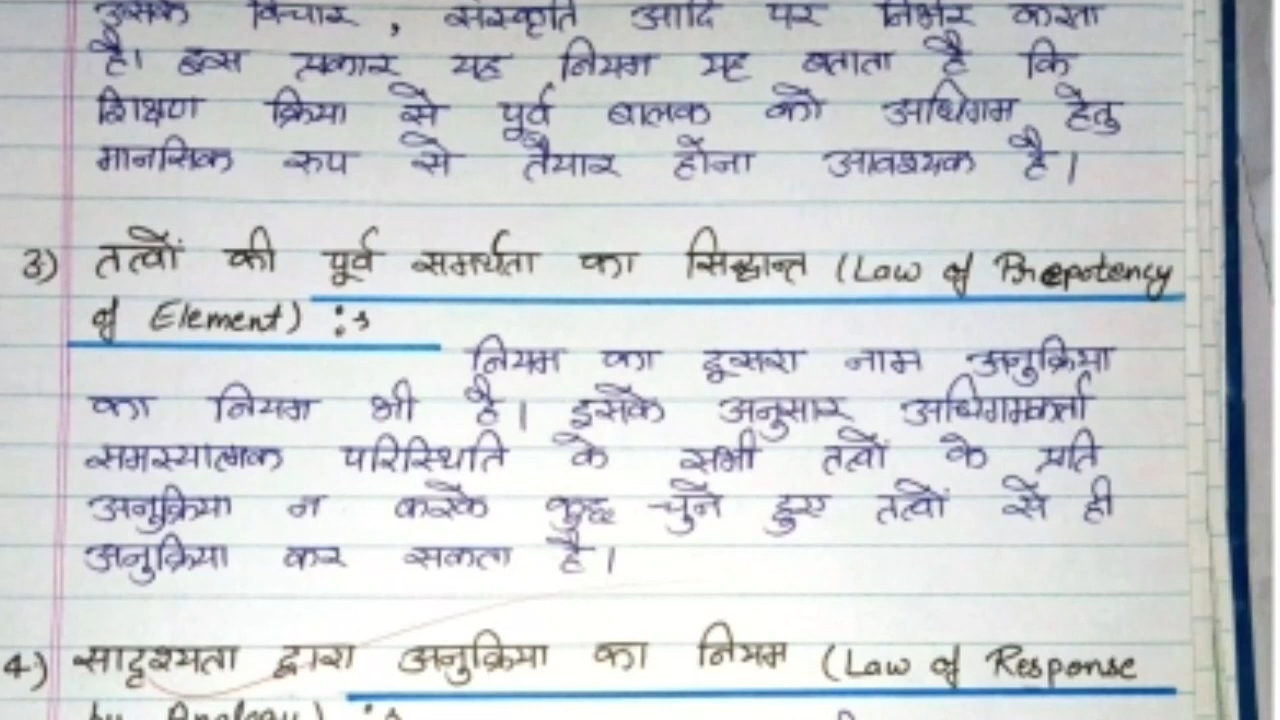 उसके विचार, संस्कृति आदि पर निर्भर करता
है। इस प्रकार यह नियम यह बताता है कि
शिक्षण क्रिया से पूर्व बालक को अधिगम हेतु
मानसिक रूप से तैयार होना आवश्यक है।
3) तत्वों की पूर्व समर्थता का सिद्धान्त (Law of Prepotency
of Element) :→
नियम का दूसरा नाम अनुक्रिया
का नियम भी है। इसके अनुसार अधिगमकर्ता
समस्यात्मक परिस्थिति के सभी तत्वों के प्रति
अनुक्रिया न करके कुछ चुने हुए तत्वों से ही
अनुक्रिया कर सकता है।
4.) सादृश्यता द्वारा अनुक्रिया का नियम (Law of Response
by Analogy) :→